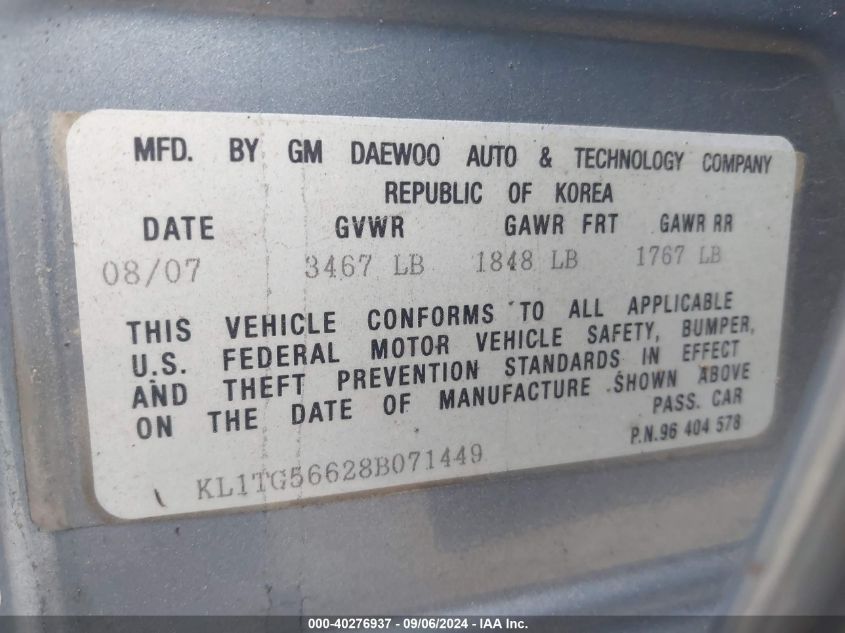 MFD. BY GM DAEWOO AUTO & TECHNOLOGY COMPANY
REPUBLIC OF KOREA
DATE GVWR GAWR FRT GAWR RR
08/07 3467 LB 1848 LB 1767 LB
THIS VEHICLE CONFORMS TO ALL APPLICABLE
U.S. FEDERAL MOTOR VEHICLE SAFETY, BUMPER,
AND THEFT PREVENTION STANDARDS IN EFFECT
ON THE DATE OF MANUFACTURE SHOWN ABOVE
PASS. CAR
P.N.96 404 578
KL1TG56628B071449
000-40276937 - 09/06/2024 - IAA Inc.